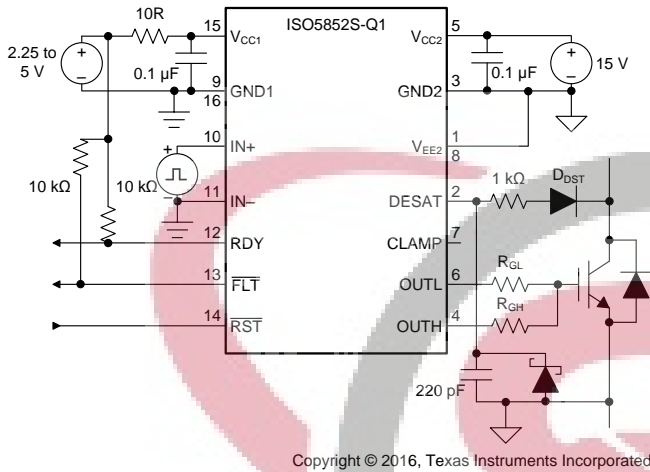 ISO5852S-Q1
10R
15
VCC1
5
VCC2
2.25 to
5 V
0.1 µF
0.1 µF
15 V
9
GND1
16
3
GND2
10
IN+
1
VEE2
8
+
-
10 kΩ
10 kΩ
11
IN–
DESAT
2
1 kΩ
DDST
12
RDY
CLAMP
7
13
FLT
OUTL
6
RGL
14
RST
OUTH
4
RGH
220 pF
Copyright © 2016, Texas Instruments Incorporated